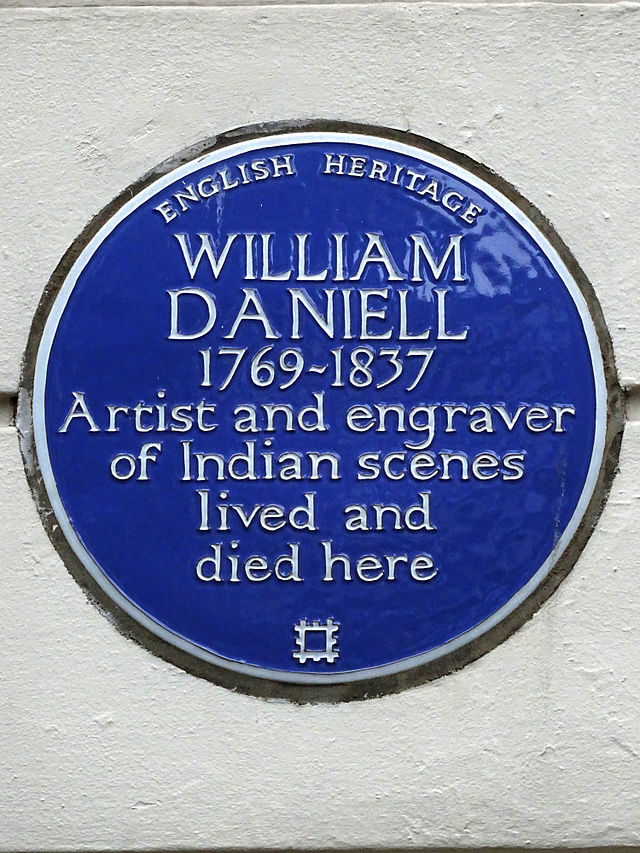 ENGLISH HERITAGE
WILLIAM
DANIELL
1769-1837
Artist and engraver
of Indian scenes
lived and
died here